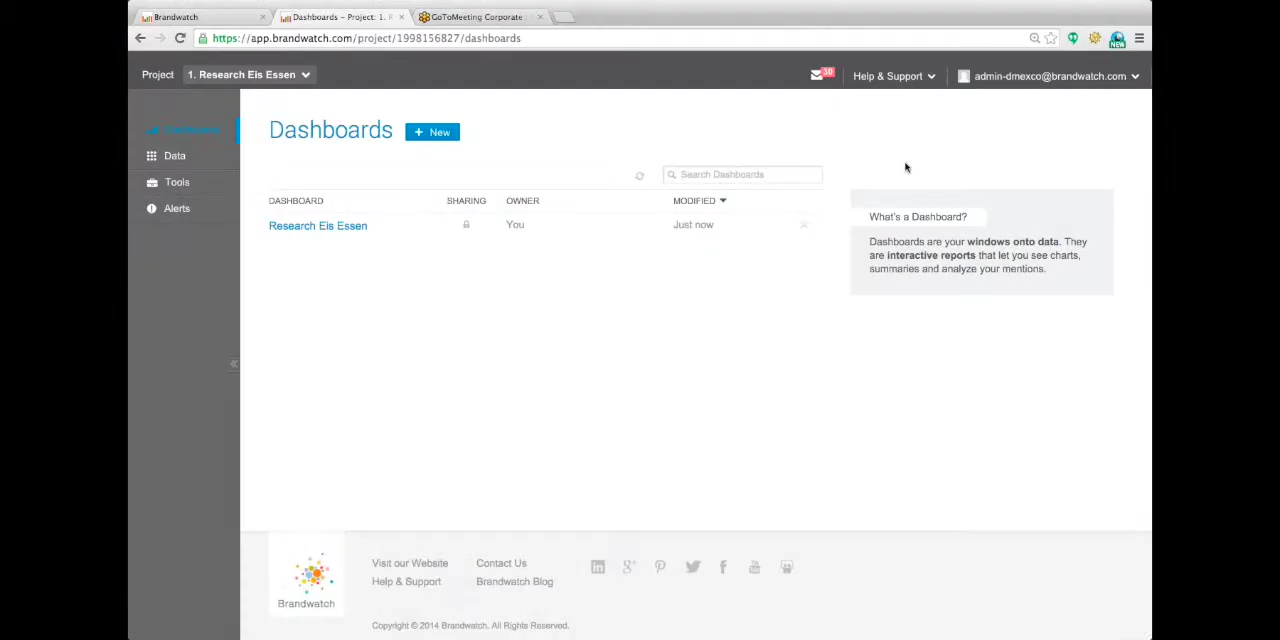 Brandwatch
Dashboards - Project: 1. R
GoToMeeting Corporate
https://app.brandwatch.com/project/1998156827/dashboards
NEW
Project
1. Research Eis Essen
30
Help & Support
admin-dmexco@brandwatch.com
Dashboards
Data
Tools
Alerts
Dashboards
+ New
Search Dashboards
DASHBOARD SHARING OWNER MODIFIED
Research Eis Essen You Just now
What's a Dashboard?
Dashboards are your windows onto data. They
are interactive reports that let you see charts,
summaries and analyze your mentions.
Brandwatch
Visit our Website
Contact Us
Help & Support
Brandwatch Blog
Copyright © 2014 Brandwatch. All Rights Reserved.